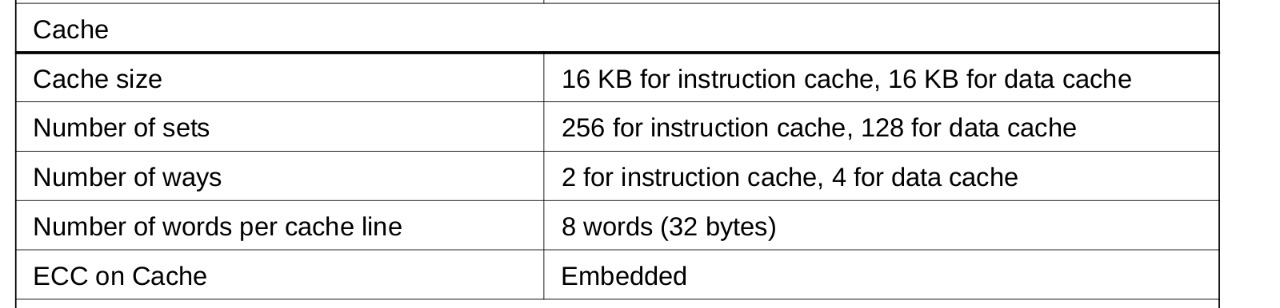 Cache
Cache size 16 KB for instruction cache, 16 KB for data cache
Number of sets 256 for instruction cache, 128 for data cache
Number of ways 2 for instruction cache, 4 for data cache
Number of words per cache line 8 words (32 bytes)
ECC on Cache Embedded